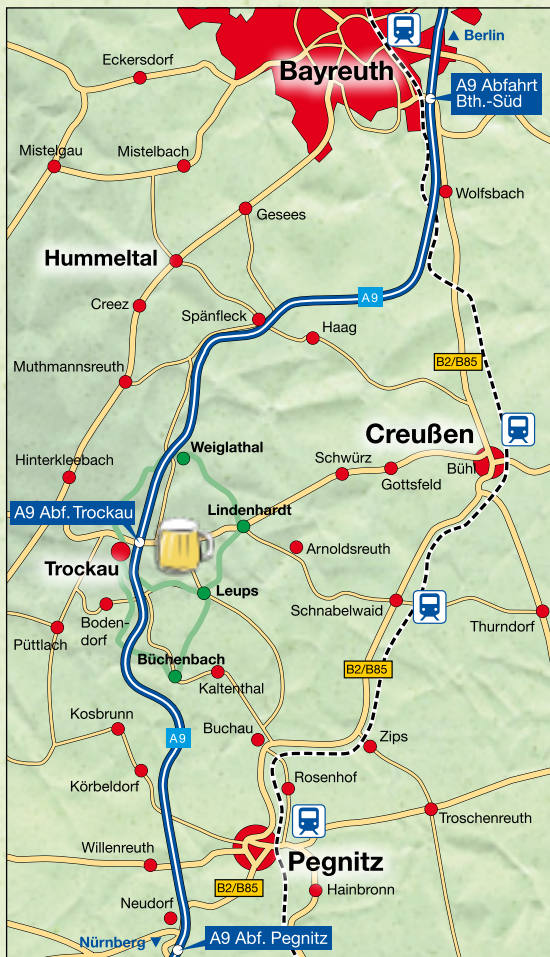 ▲ Berlin
Eckersdorf
Bayreuth
A9 Abfahrt
Bth.-Süd
Mistelgau
Mistelbach
Wolfsbach
Gesees
Hummeltal
A9
Creez
Spänfleck
Haag
Muthmannsreuth
B2/B85
Creußen
Weiglathal
Hinterkleebach
Schwürz
Bühl
Gottsfeld
A9 Abf. Trockau
Lindenhardt
Arnoldsreuth
Trockau
Leups
Schnabelwaid
Boden-
dorf
Thurndorf
Püttlach
Büchenbach
B2/B85
Kaltenthal
Kosbrunn
Buchau
A9
Zips
Körbeldorf
Rosenhof
Troschenreuth
Willenreuth
Pegnitz
B2/B85
Hainbronn
Neudorf
Nürnberg ▼
A9 Abf. Pegnitz